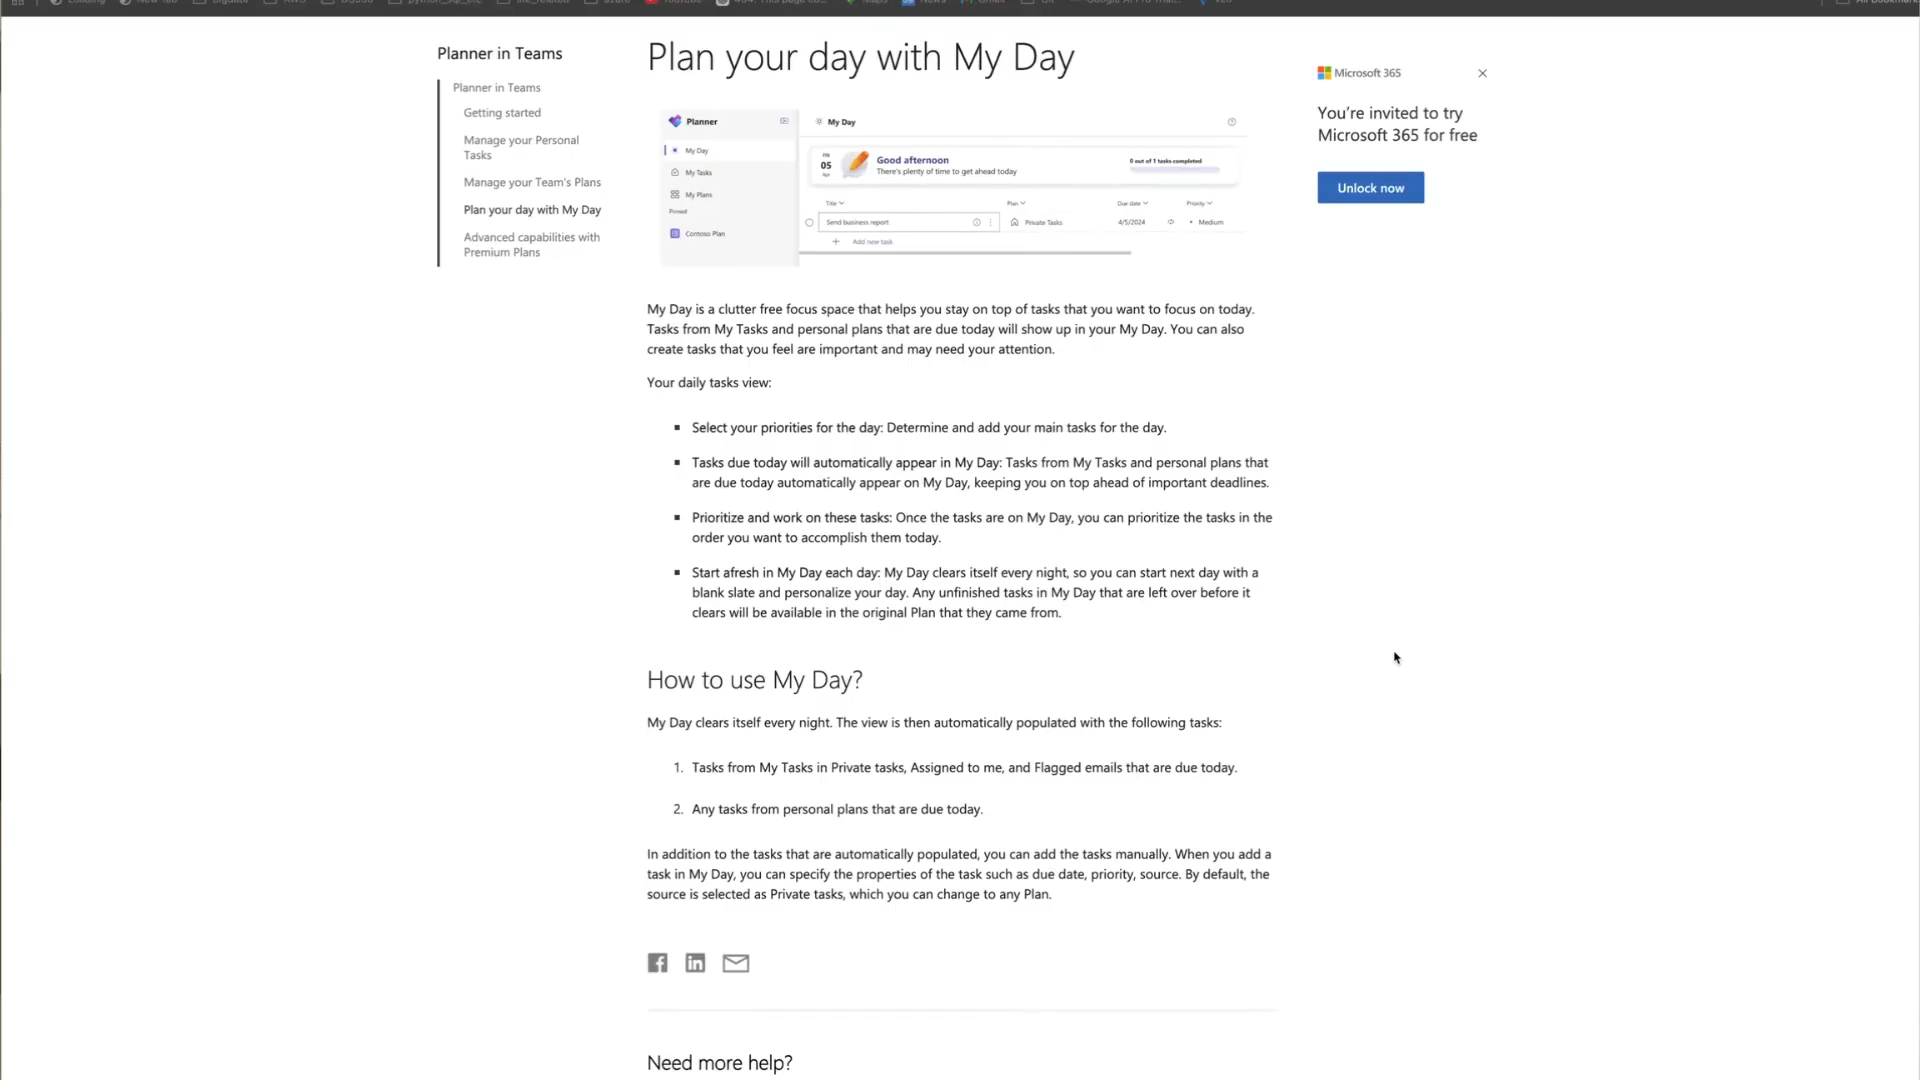 Planner in Teams
Planner in Teams
Getting started
Manage your Personal
Tasks
Manage your Team's Plans
Plan your day with My Day
Advanced capabilities with
Premium Plans
Plan your day with My Day
Planner
My Day
My Tasks
My Plans
Pinned
Contoso Plan
My Day
05
Good afternoon
There's plenty of time to get ahead today
0 out of 1 tasks completed
Title Plan Due date Priority
Send business report Private Tasks 4/5/2024 Medium
Add new task
My Day is a clutter free focus space that helps you stay on top of tasks that you want to focus on today.
Tasks from My Tasks and personal plans that are due today will show up in your My Day. You can also
create tasks that you feel are important and may need your attention.
Your daily tasks view:
Select your priorities for the day: Determine and add your main tasks for the day.
Tasks due today will automatically appear in My Day: Tasks from My Tasks and personal plans that
are due today automatically appear on My Day, keeping you on top ahead of important deadlines.
Prioritize and work on these tasks: Once the tasks are on My Day, you can prioritize the tasks in the
order you want to accomplish them today.
Start afresh in My Day each day: My Day clears itself every night, so you can start next day with a
blank slate and personalize your day. Any unfinished tasks in My Day that are left over before it
clears will be available in the original Plan that they came from.
How to use My Day?
My Day clears itself every night. The view is then automatically populated with the following tasks:
1. Tasks from My Tasks in Private tasks, Assigned to me, and Flagged emails that are due today.
2. Any tasks from personal plans that are due today.
In addition to the tasks that are automatically populated, you can add the tasks manually. When you add a
task in My Day, you can specify the properties of the task such as due date, priority, source. By default, the
source is selected as Private tasks, which you can change to any Plan.
Need more help?
Microsoft 365
You're invited to try
Microsoft 365 for free
Unlock now